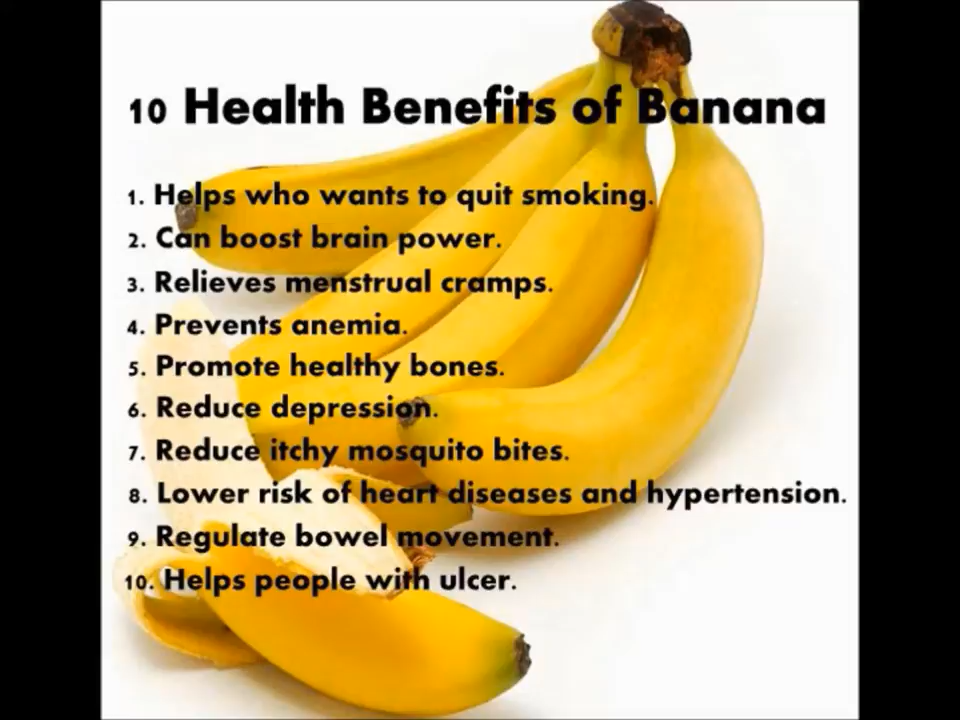 10 Health Benefits of Banana
1. Helps who wants to quit smoking.
2. Can boost brain power.
3. Relieves menstrual cramps.
4. Prevents anemia.
5. Promote healthy bones.
6. Reduce depression.
7. Reduce itchy mosquito bites.
8. Lower risk of heart diseases and hypertension.
9. Regulate bowel movement.
10. Helps people with ulcer.